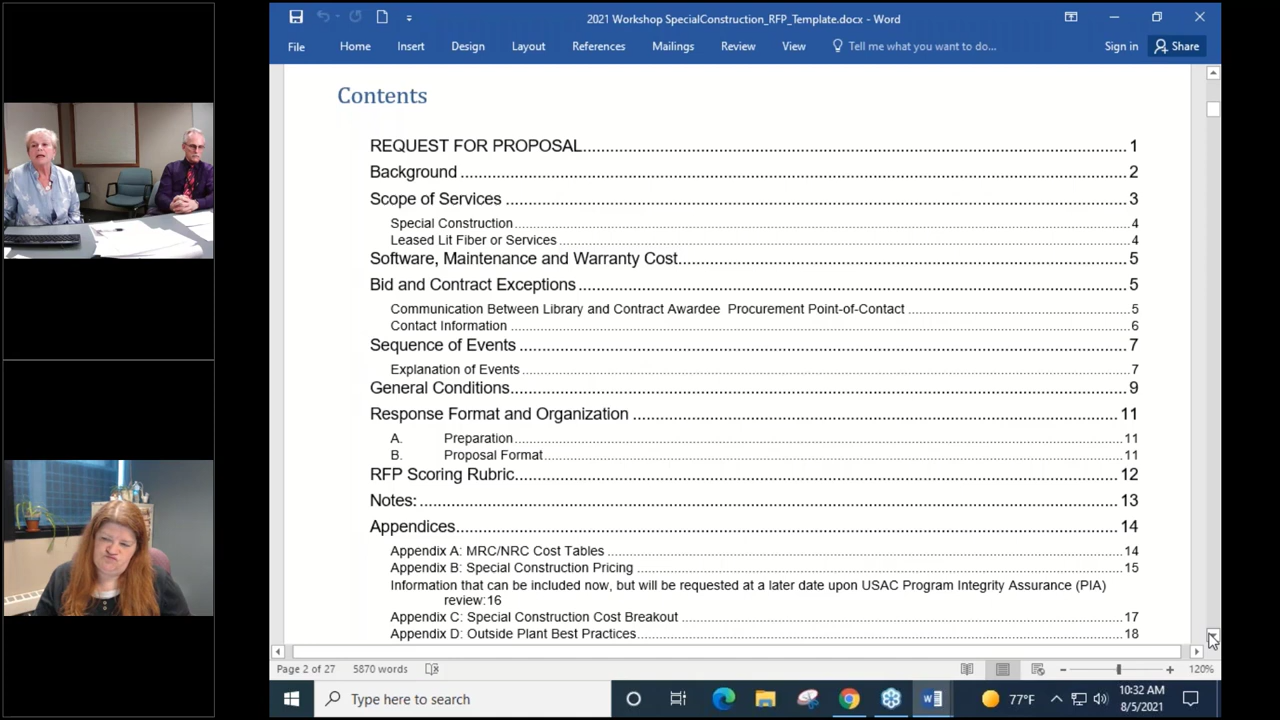 2021 Workshop SpecialConstruction_RFP_Template.docx - Word
File Home Insert Design Layout References Mailings Review View Tell me what you want to do... Sign in Share
Contents
REQUEST FOR PROPOSAL 1
Background 2
Scope of Services 3
Special Construction 4
Leased Lit Fiber or Services 4
Software, Maintenance and Warranty Cost 5
Bid and Contract Exceptions 5
Communication Between Library and Contract Awardee Procurement Point-of-Contact 5
Contact Information 6
Sequence of Events 7
Explanation of Events 7
General Conditions 9
Response Format and Organization 11
A. Preparation 11
B. Proposal Format 11
RFP Scoring Rubric 12
Notes: 13
Appendices 14
Appendix A: MRC/NRC Cost Tables 14
Appendix B: Special Construction Pricing 15
Information that can be included now, but will be requested at a later date upon USAC Program Integrity Assurance (PIA)
review:16
Appendix C: Special Construction Cost Breakout 17
Appendix D: Outside Plant Best Practices 18
Page 2 of 27 5870 words 120%
Type here to search 77°F 10:32 AM
8/5/2021